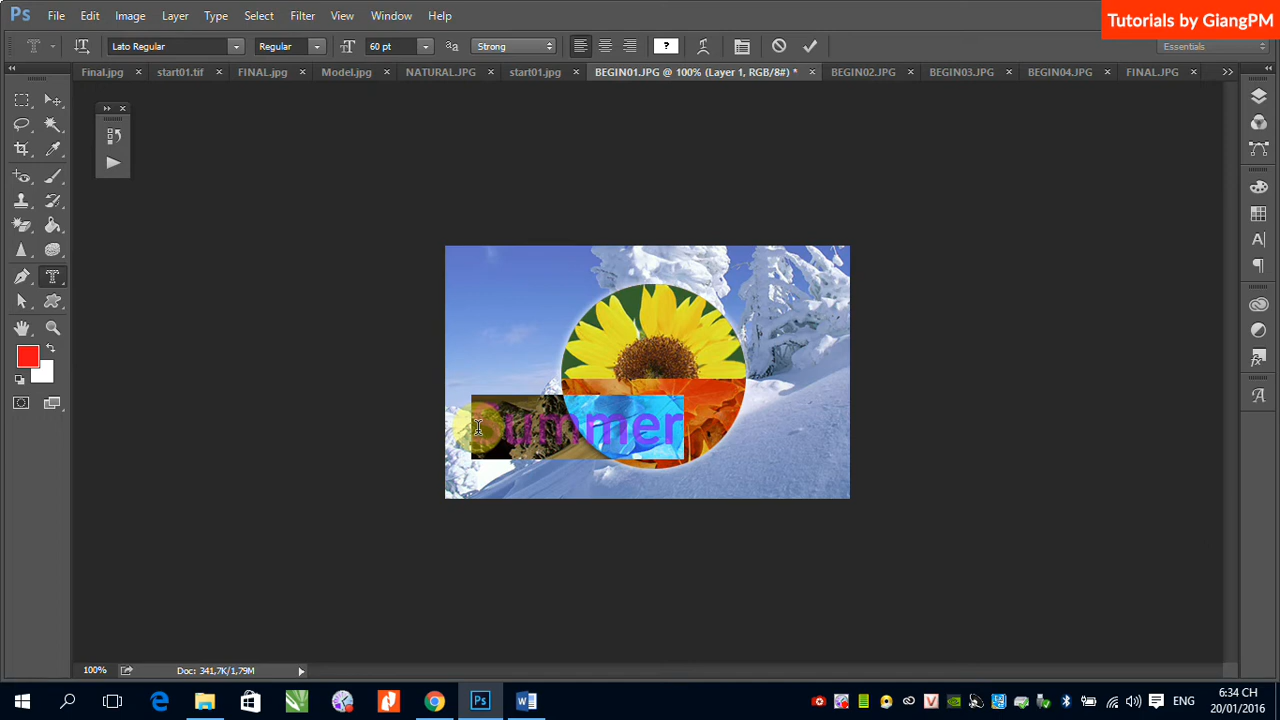 Tutorials by GiangPM
Ps File Edit Image Layer Type Select Filter View Window Help
T Lato Regular Regular 60 pt Strong ? Essentials
Final.jpg × start01.tif × FINAL.jpg × Model.jpg × NATURAL.JPG × start01.jpg × BEGIN01.JPG @ 100% (Layer 1, RGB/8#) * × BEGIN02.JPG × BEGIN03.JPG × BEGIN04.JPG × FINAL.JPG ×
Summer
100% Doc: 341,7K/1,79M
ENG 6:34 CH
20/01/2016